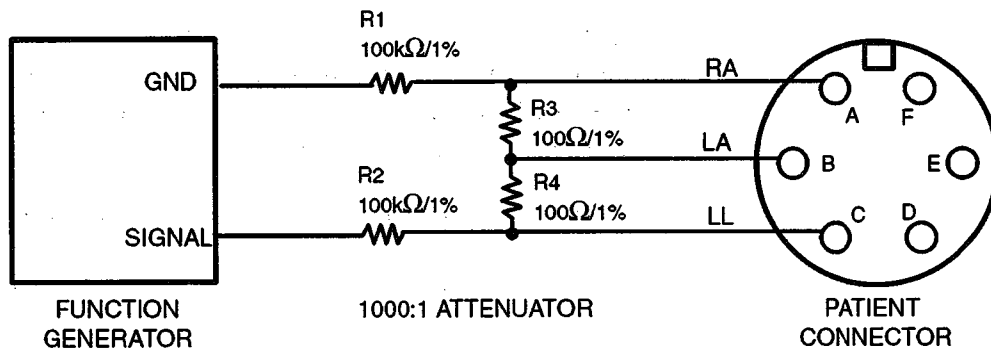 R1
100kΩ/1%
GND
RA
A
F
R3
100Ω/1%
LA
B
E
R2
100kΩ/1%
R4
100Ω/1%
SIGNAL
LL
C
D
FUNCTION
GENERATOR
1000:1 ATTENUATOR
PATIENT
CONNECTOR